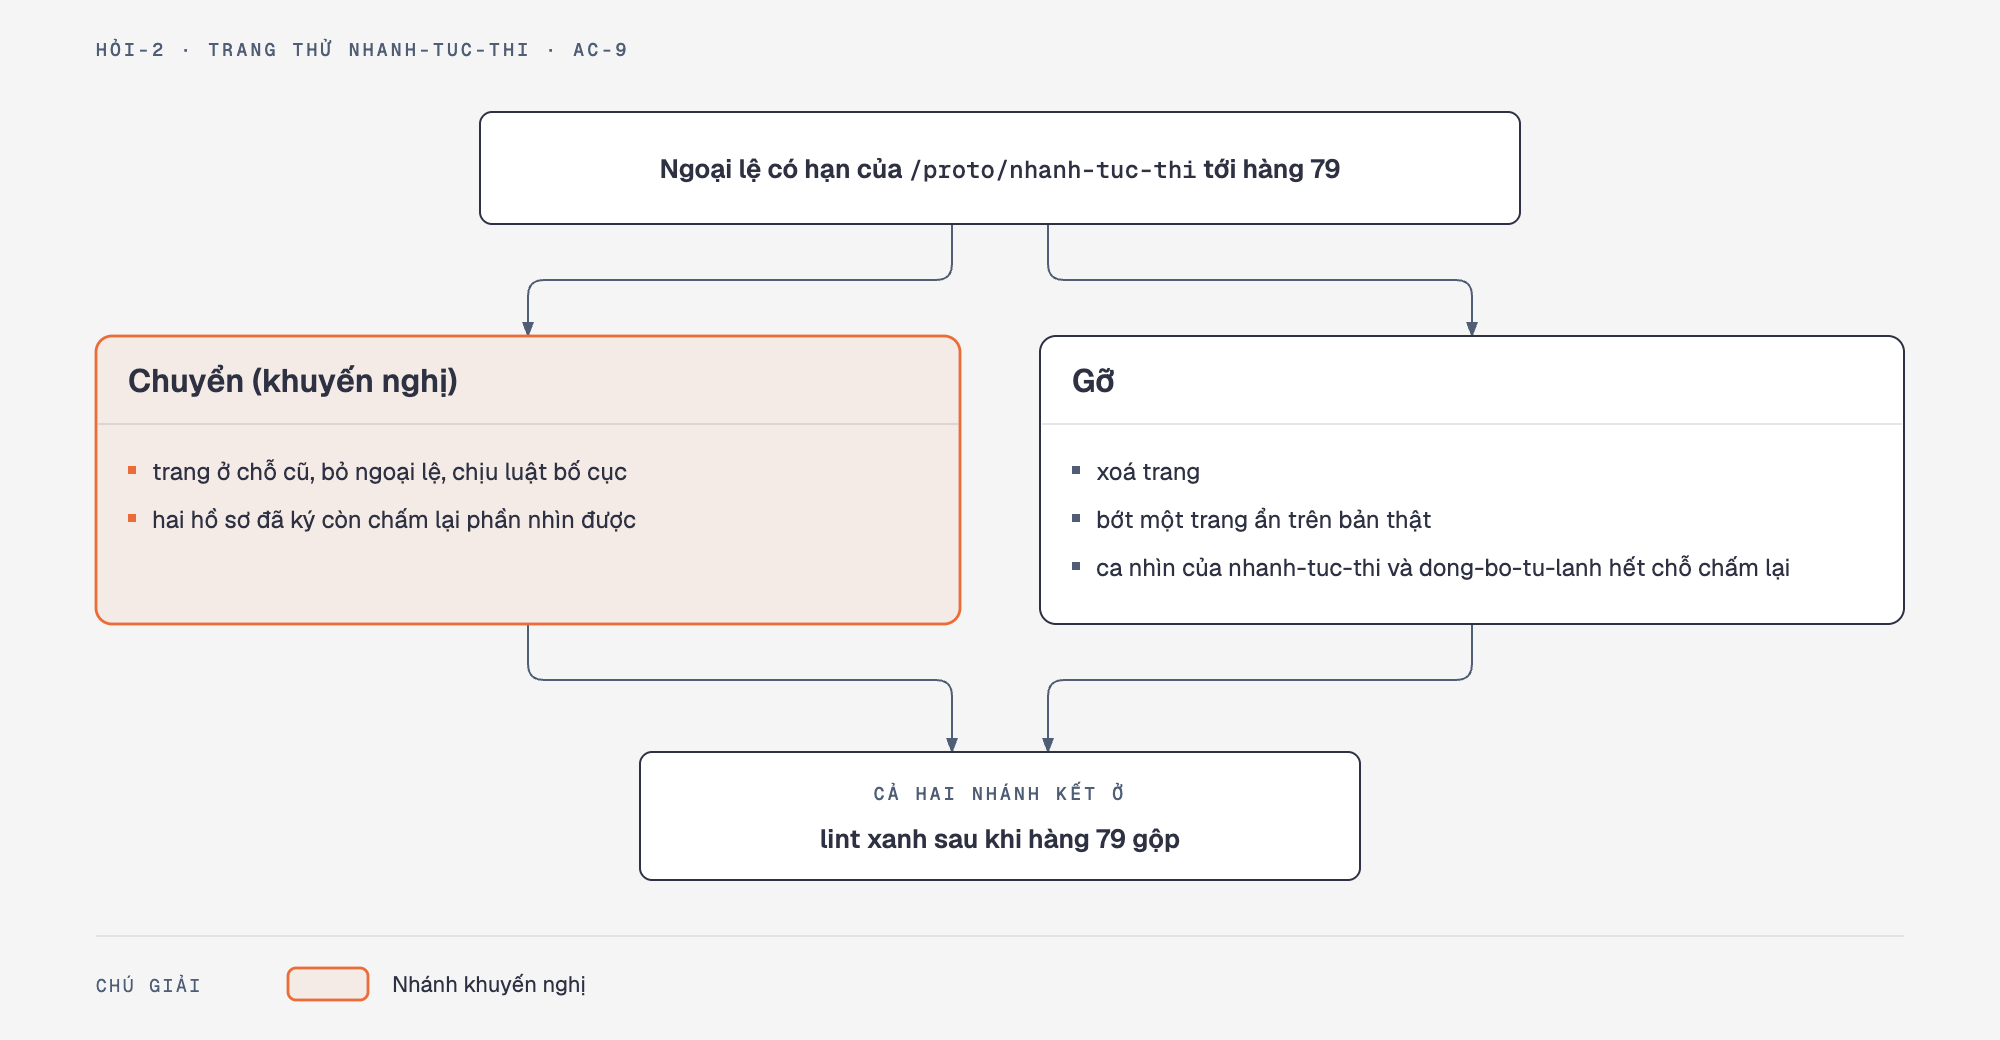 HỎI-2 · TRANG THỬ NHANH-TUC-THI · AC-9
Ngoại lệ có hạn của /proto/nhanh-tuc-thi tới hàng 79
Chuyển (khuyến nghị)
trang ở chỗ cũ, bỏ ngoại lệ, chịu luật bố cục
hai hồ sơ đã ký còn chấm lại phần nhìn được
Gỡ
xoá trang
bớt một trang ẩn trên bản thật
ca nhìn của nhanh-tuc-thi và dong-bo-tu-lanh hết chỗ chấm lại
CẢ HAI NHÁNH KẾT Ở
lint xanh sau khi hàng 79 gộp
CHÚ GIẢI
Nhánh khuyến nghị